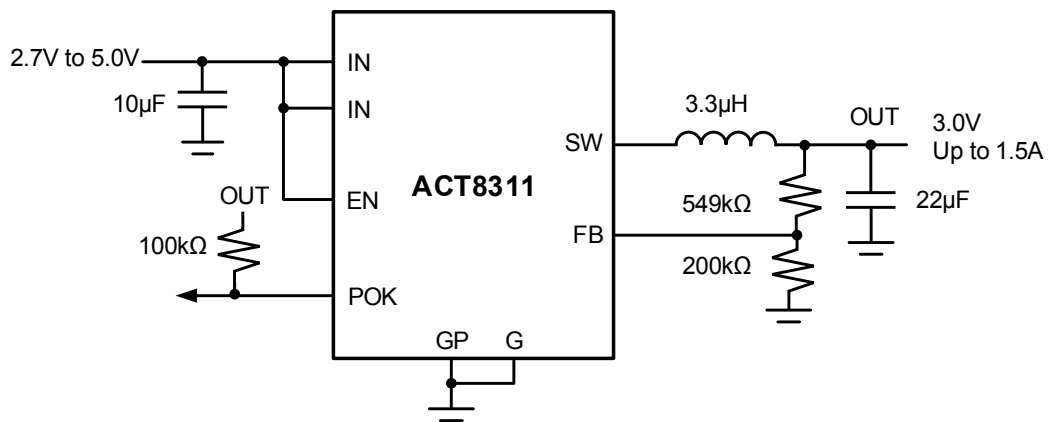 2.7V to 5.0V
10µF
IN
IN
EN
OUT
100kΩ
POK
ACT8311
GP
G
SW
FB
3.3µH
OUT
3.0V
Up to 1.5A
549kΩ
22µF
200kΩ